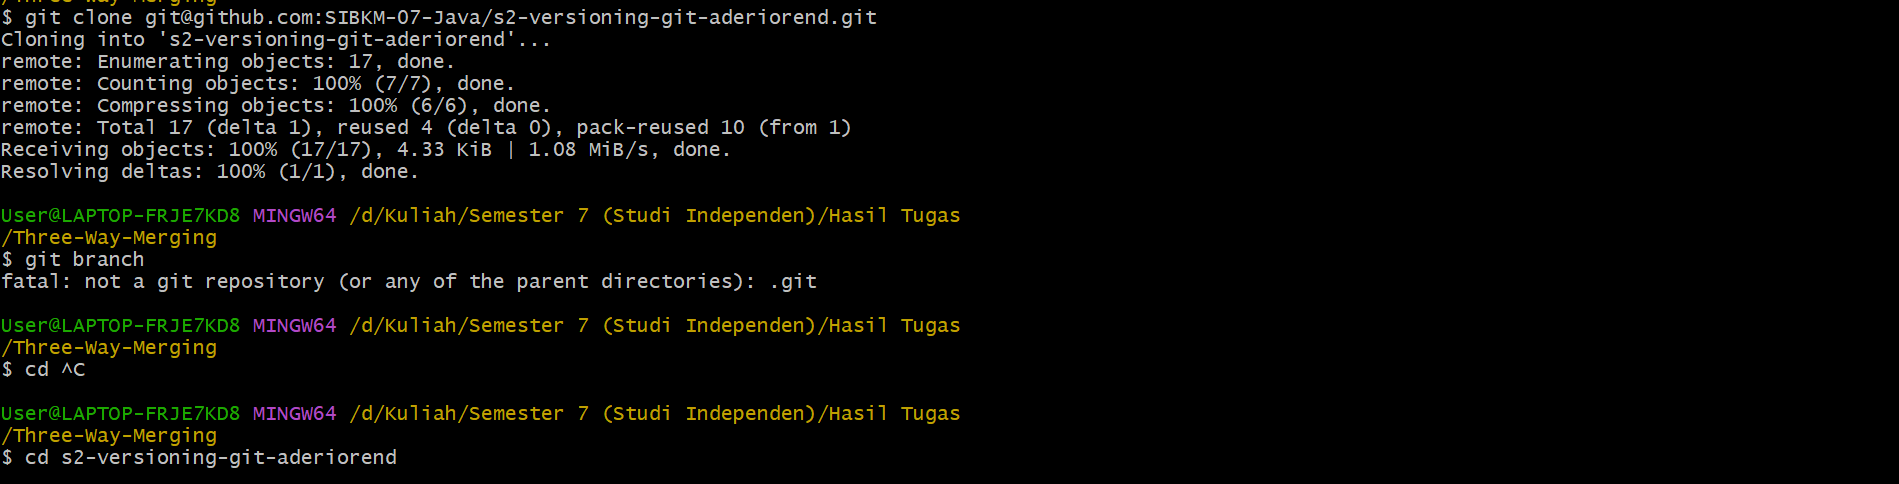 /Three-Way-Merging
$ git clone git@github.com:SIBKM-07-Java/s2-versioning-git-aderiorend.git
Cloning into 's2-versioning-git-aderiorend'...
remote: Enumerating objects: 17, done.
remote: Counting objects: 100% (7/7), done.
remote: Compressing objects: 100% (6/6), done.
remote: Total 17 (delta 1), reused 4 (delta 0), pack-reused 10 (from 1)
Receiving objects: 100% (17/17), 4.33 KiB | 1.08 MiB/s, done.
Resolving deltas: 100% (1/1), done.
User@LAPTOP-FRJE7KD8 MINGW64 /d/Kuliah/Semester 7 (Studi Independen)/Hasil Tugas
/Three-Way-Merging
$ git branch
fatal: not a git repository (or any of the parent directories): .git
User@LAPTOP-FRJE7KD8 MINGW64 /d/Kuliah/Semester 7 (Studi Independen)/Hasil Tugas
/Three-Way-Merging
$ cd ^C
User@LAPTOP-FRJE7KD8 MINGW64 /d/Kuliah/Semester 7 (Studi Independen)/Hasil Tugas
/Three-Way-Merging
$ cd s2-versioning-git-aderiorend